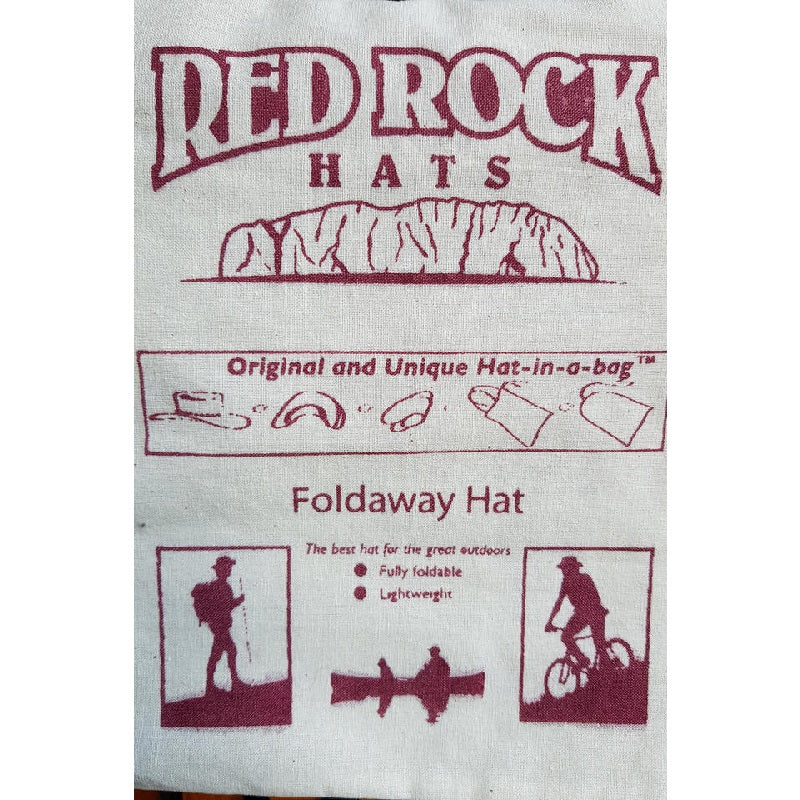 RED ROCK
HATS
Original and Unique Hat-in-a-bag™
Foldaway Hat
The best hat for the great outdoors
● Fully foldable
● Lightweight